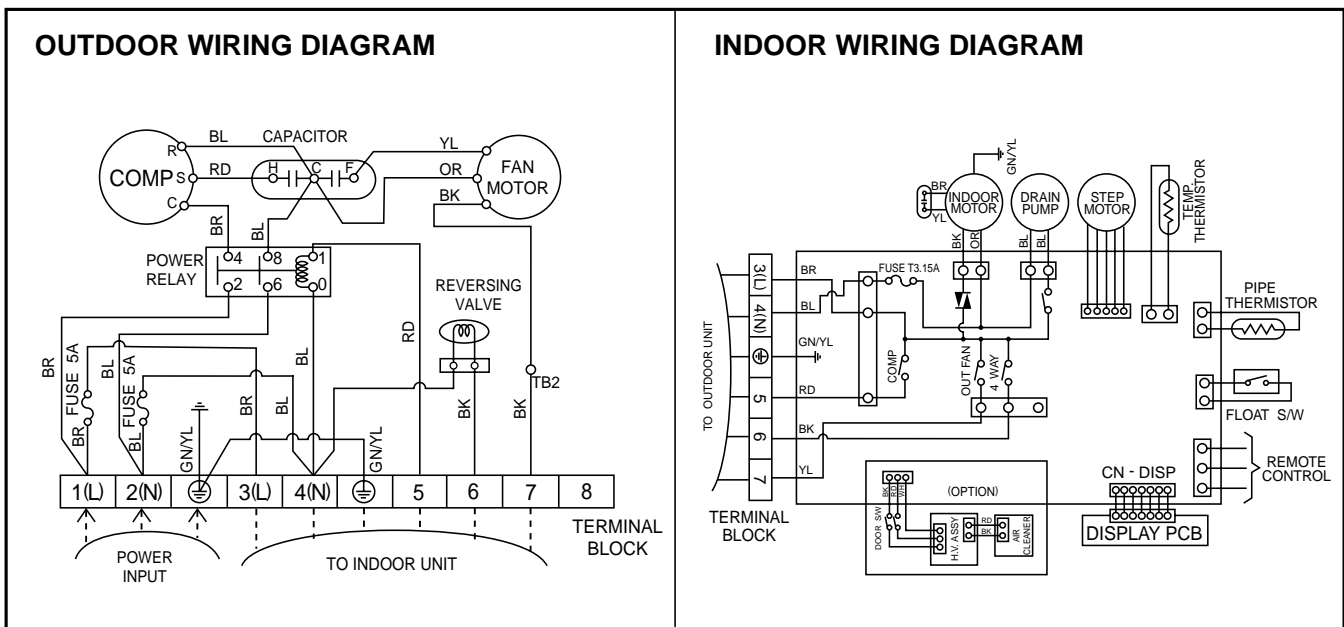 OUTDOOR WIRING DIAGRAM
R
BL
CAPACITOR
YL
COMP
S
RD
H
C
F
OR
FAN
MOTOR
C
BK
BR
BL
POWER
RELAY
4
8
1
2
6
0
REVERSING
VALVE
BR
FUSE 5A
BR
BL
FUSE 5A
BL
GN/YL
BR
BL
BL
GN/YL
RD
BK
BK
TB2
1(L)
2(N)
3(L)
4(N)
5
6
7
8
TERMINAL
BLOCK
POWER
INPUT
TO INDOOR UNIT
INDOOR WIRING DIAGRAM
GN/YL
BR
YL
INDOOR
MOTOR
DRAIN
PUMP
STEP
MOTOR
TEMP.
THERMISTOR
BK
OR
BL
BL
TO OUTDOOR UNIT
3(L)
4(N)
5
6
7
BR
BL
GN/YL
RD
BK
YL
FUSE T3.15A
COMP
OUT FAN
4 WAY
PIPE
THERMISTOR
FLOAT S/W
REMOTE
CONTROL
TERMINAL
BLOCK
(OPTION)
BK
RD
WH
DOOR S/W
H.V. ASSY
RD
BK
AIR
CLEANER
CN - DISP
DISPLAY PCB